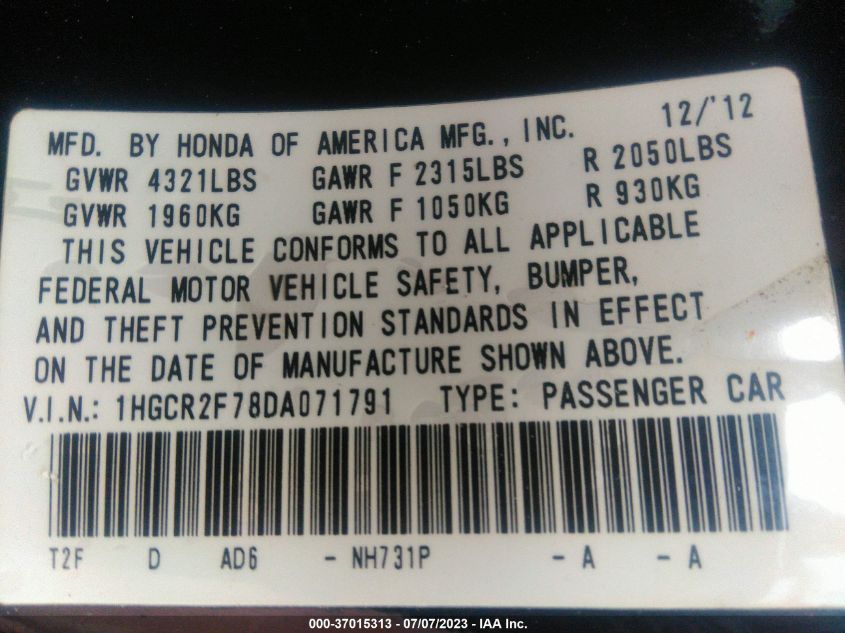 MFD. BY HONDA OF AMERICA MFG., INC. 12/'12
GVWR 4321LBS GAWR F 2315LBS R 2050LBS
GVWR 1960KG GAWR F 1050KG R 930KG
THIS VEHICLE CONFORMS TO ALL APPLICABLE
FEDERAL MOTOR VEHICLE SAFETY, BUMPER,
AND THEFT PREVENTION STANDARDS IN EFFECT
ON THE DATE OF MANUFACTURE SHOWN ABOVE.
V.I.N.: 1HGCR2F78DA071791 TYPE: PASSENGER CAR
T2F D AD6 - NH731P - A - A
000-37015313 - 07/07/2023 - IAA Inc.